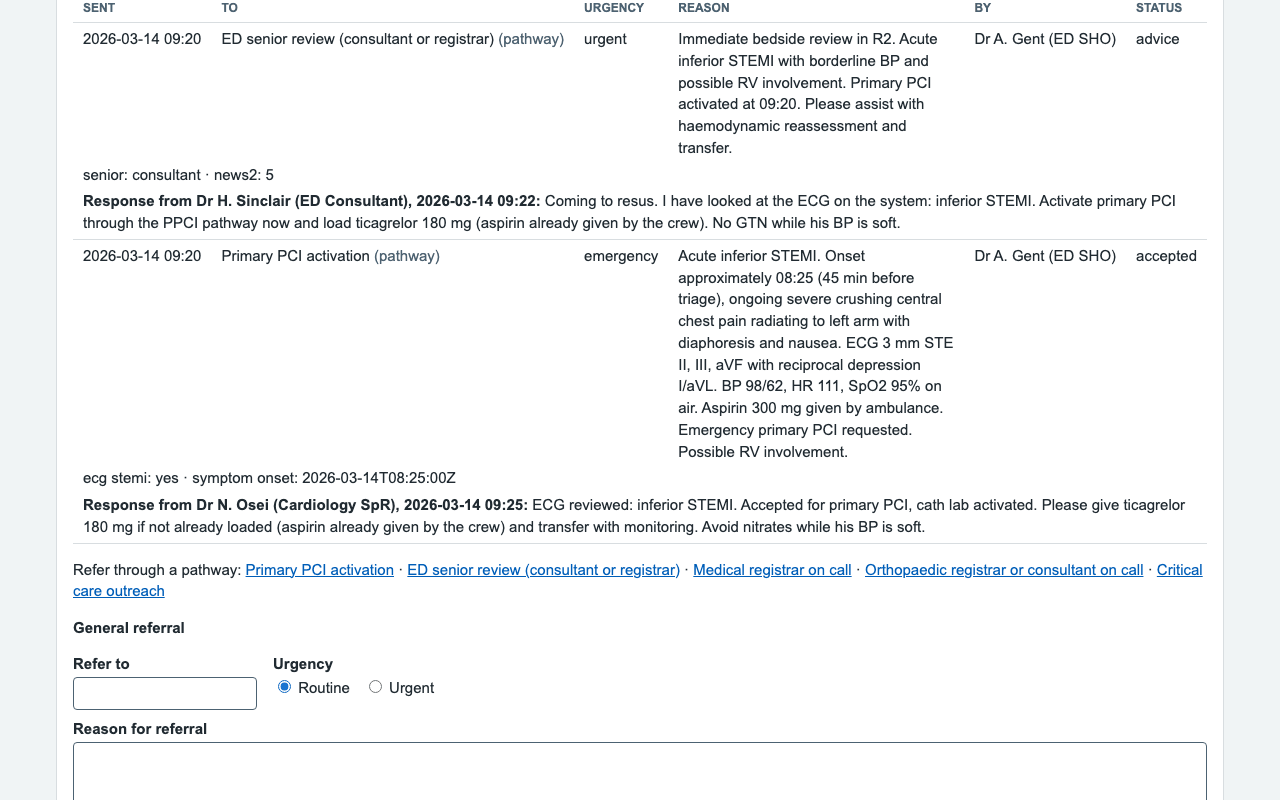 SENT TO URGENCY REASON BY STATUS
2026-03-14 09:20 ED senior review (consultant or registrar) (pathway) urgent Immediate bedside review in R2. Acute Dr A. Gent (ED SHO) advice
inferior STEMI with borderline BP and
possible RV involvement. Primary PCI
activated at 09:20. Please assist with
haemodynamic reassessment and
transfer.
senior: consultant · news2: 5
Response from Dr H. Sinclair (ED Consultant), 2026-03-14 09:22: Coming to resus. I have looked at the ECG on the system: inferior STEMI. Activate primary PCI
through the PPCI pathway now and load ticagrelor 180 mg (aspirin already given by the crew). No GTN while his BP is soft.
2026-03-14 09:20 Primary PCI activation (pathway) emergency Acute inferior STEMI. Onset Dr A. Gent (ED SHO) accepted
approximately 08:25 (45 min before
triage), ongoing severe crushing central
chest pain radiating to left arm with
diaphoresis and nausea. ECG 3 mm STE
II, III, aVF with reciprocal depression
I/aVL. BP 98/62, HR 111, SpO2 95% on
air. Aspirin 300 mg given by ambulance.
Emergency primary PCI requested.
Possible RV involvement.
ecg stemi: yes · symptom onset: 2026-03-14T08:25:00Z
Response from Dr N. Osei (Cardiology SpR), 2026-03-14 09:25: ECG reviewed: inferior STEMI. Accepted for primary PCI, cath lab activated. Please give ticagrelor
180 mg if not already loaded (aspirin already given by the crew) and transfer with monitoring. Avoid nitrates while his BP is soft.
Refer through a pathway: Primary PCI activation · ED senior review (consultant or registrar) · Medical registrar on call · Orthopaedic registrar or consultant on call · Critical
care outreach
General referral
Refer to Urgency
Routine Urgent
Reason for referral